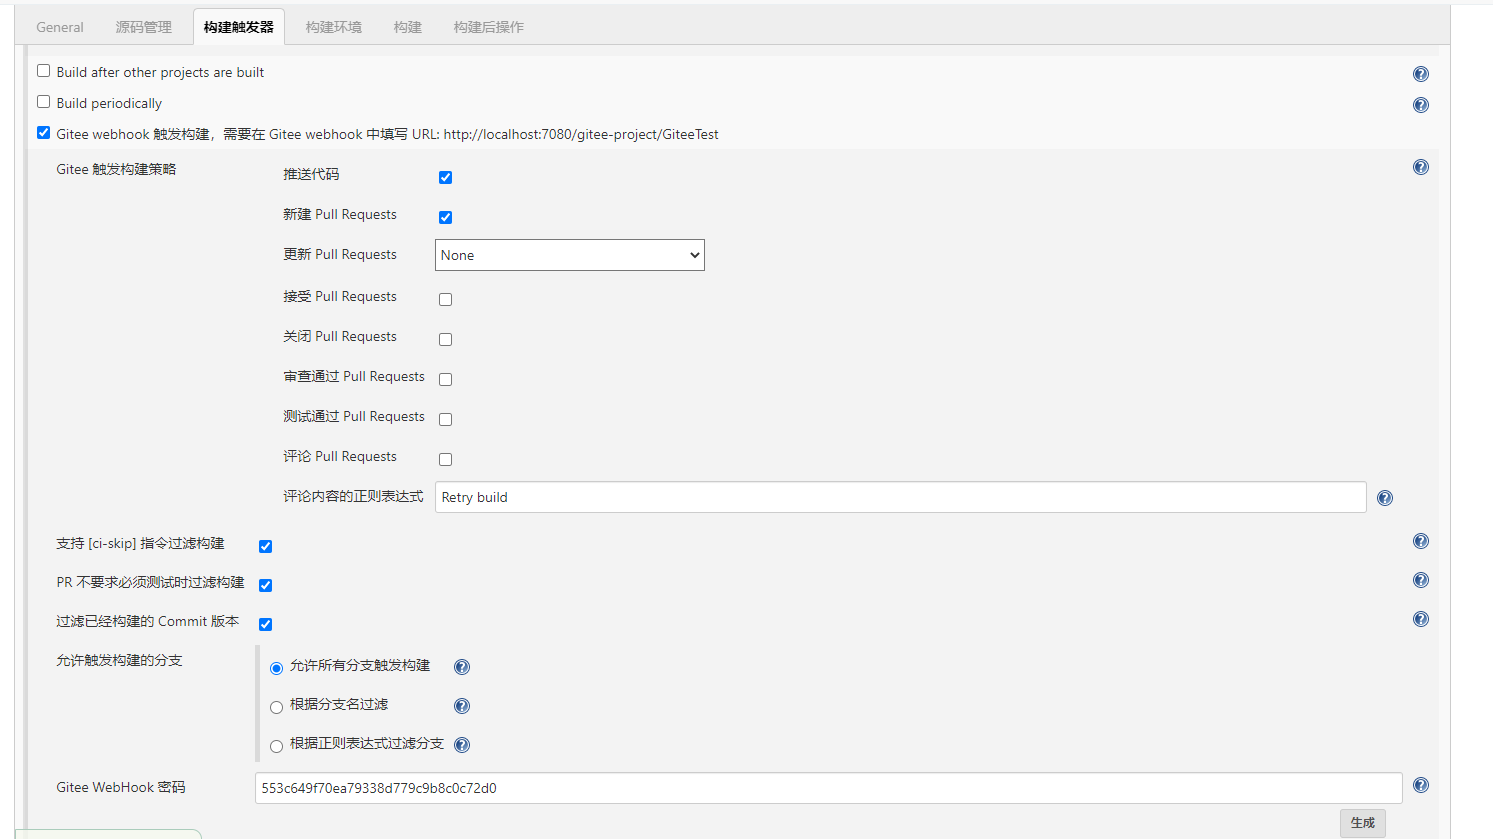 General 源码管理 构建触发器 构建环境 构建 构建后操作
Build after other projects are built
Build periodically
Gitee webhook 触发构建，需要在 Gitee webhook 中填写 URL: http://localhost:7080/gitee-project/GiteeTest
Gitee 触发构建策略
推送代码
新建 Pull Requests
更新 Pull Requests None
接受 Pull Requests
关闭 Pull Requests
审查通过 Pull Requests
测试通过 Pull Requests
评论 Pull Requests
评论内容的正则表达式 Retry build
支持 [ci-skip] 指令过滤构建
PR 不要求必须测试时过滤构建
过滤已经构建的 Commit 版本
允许触发构建的分支
允许所有分支触发构建
根据分支名过滤
根据正则表达式过滤分支
Gitee WebHook 密码 553c649f70ea79338d779c9b8c0c72d0
生成